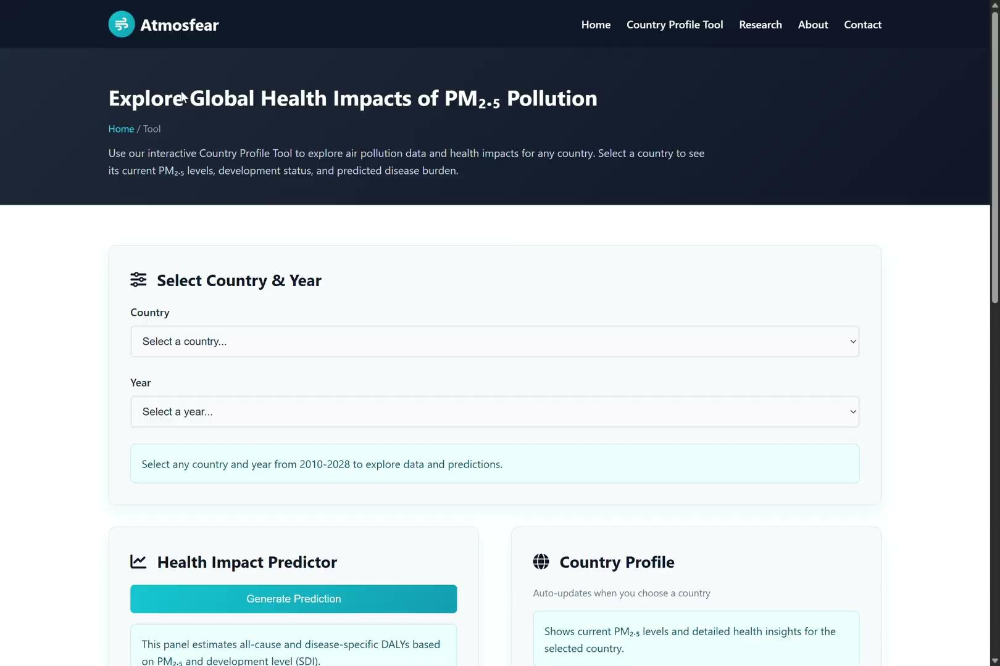 Atmosfear
Home Country Profile Tool Research About Contact
Explore Global Health Impacts of PM₂.₅ Pollution
Home / Tool
Use our interactive Country Profile Tool to explore air pollution data and health impacts for any country. Select a country to see
its current PM₂.₅ levels, development status, and predicted disease burden.
Select Country & Year
Country
Select a country...
Year
Select a year...
Select any country and year from 2010-2028 to explore data and predictions.
Health Impact Predictor
Generate Prediction
This panel estimates all-cause and disease-specific DALYs based
on PM₂.₅ and development level (SDI).
Country Profile
Auto-updates when you choose a country
Shows current PM₂.₅ levels and detailed health insights for the
selected country.